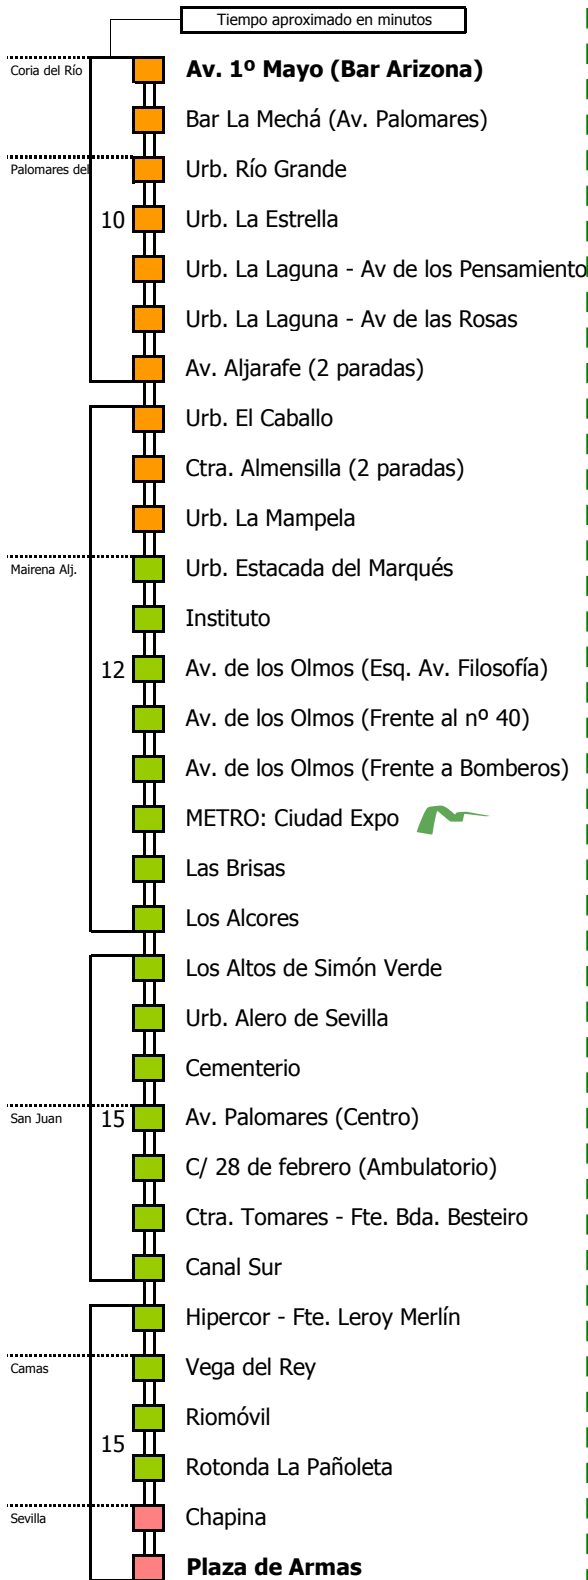 Tiempo aproximado en minutos
Coria del Río
Av. 1º Mayo (Bar Arizona)
Bar La Mechá (Av. Palomares)
Palomares del
Urb. Río Grande
10
Urb. La Estrella
Urb. La Laguna - Av de los Pensamiento
Urb. La Laguna - Av de las Rosas
Av. Aljarafe (2 paradas)
Urb. El Caballo
Ctra. Almensilla (2 paradas)
Urb. La Mampela
Mairena Alj.
Urb. Estacada del Marqués
Instituto
12
Av. de los Olmos (Esq. Av. Filosofía)
Av. de los Olmos (Frente al nº 40)
Av. de los Olmos (Frente a Bomberos)
METRO: Ciudad Expo
Las Brisas
Los Alcores
Los Altos de Simón Verde
Urb. Alero de Sevilla
Cementerio
San Juan
15
Av. Palomares (Centro)
C/ 28 de febrero (Ambulatorio)
Ctra. Tomares - Fte. Bda. Besteiro
Canal Sur
Hipercor - Fte. Leroy Merlín
Camas
Vega del Rey
Riomóvil
15
Rotonda La Pañoleta
Sevilla
Chapina
Plaza de Armas